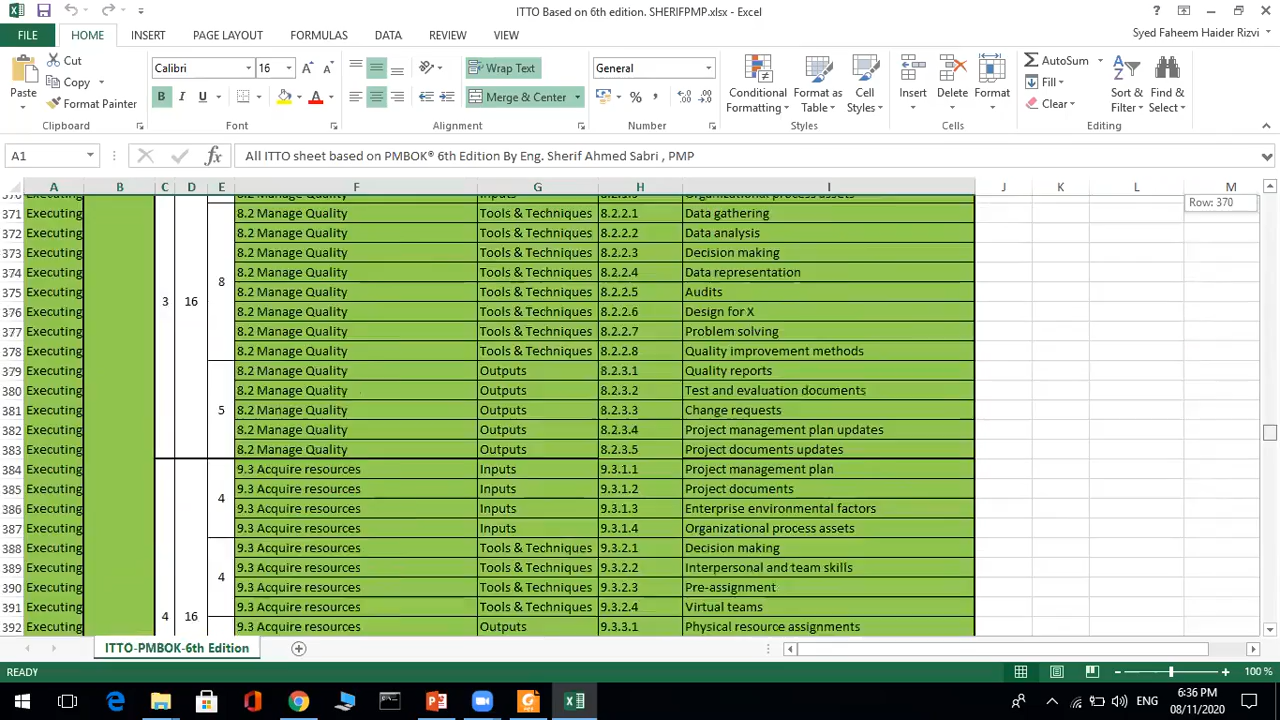 ITTO Based on 6th edition. SHERIFPMP.xlsx - Excel
FILE HOME INSERT PAGE LAYOUT FORMULAS DATA REVIEW VIEW Syed Faheem Haider Rizvi
Paste Cut Copy Format Painter
Calibri 16 B I U A
Wrap Text Merge & Center
General % ,
Conditional Formatting Format as Table Cell Styles
Insert Delete Format
AutoSum Fill Clear Sort & Filter Find & Select
Clipboard Font Alignment Number Styles Cells Editing
A1 fx All ITTO sheet based on PMBOK® 6th Edition By Eng. Sherif Ahmed Sabri , PMP
A B C D E F G H I J K L M
Row: 370
371 Executing 8.2 Manage Quality Tools & Techniques 8.2.2.1 Data gathering
372 Executing 8.2 Manage Quality Tools & Techniques 8.2.2.2 Data analysis
373 Executing 8.2 Manage Quality Tools & Techniques 8.2.2.3 Decision making
374 Executing 8.2 Manage Quality Tools & Techniques 8.2.2.4 Data representation
375 Executing 3 16 8 8.2 Manage Quality Tools & Techniques 8.2.2.5 Audits
376 Executing 8.2 Manage Quality Tools & Techniques 8.2.2.6 Design for X
377 Executing 8.2 Manage Quality Tools & Techniques 8.2.2.7 Problem solving
378 Executing 8.2 Manage Quality Tools & Techniques 8.2.2.8 Quality improvement methods
379 Executing 8.2 Manage Quality Outputs 8.2.3.1 Quality reports
380 Executing 8.2 Manage Quality Outputs 8.2.3.2 Test and evaluation documents
381 Executing 5 8.2 Manage Quality Outputs 8.2.3.3 Change requests
382 Executing 8.2 Manage Quality Outputs 8.2.3.4 Project management plan updates
383 Executing 8.2 Manage Quality Outputs 8.2.3.5 Project documents updates
384 Executing 9.3 Acquire resources Inputs 9.3.1.1 Project management plan
385 Executing 4 9.3 Acquire resources Inputs 9.3.1.2 Project documents
386 Executing 9.3 Acquire resources Inputs 9.3.1.3 Enterprise environmental factors
387 Executing 9.3 Acquire resources Inputs 9.3.1.4 Organizational process assets
388 Executing 9.3 Acquire resources Tools & Techniques 9.3.2.1 Decision making
389 Executing 4 9.3 Acquire resources Tools & Techniques 9.3.2.2 Interpersonal and team skills
390 Executing 9.3 Acquire resources Tools & Techniques 9.3.2.3 Pre-assignment
391 Executing 4 16 9.3 Acquire resources Tools & Techniques 9.3.2.4 Virtual teams
392 Executing 9.3 Acquire resources Outputs 9.3.3.1 Physical resource assignments
ITTO-PMBOK-6th Edition
READY 100 %
ENG 6:36 PM
08/11/2020